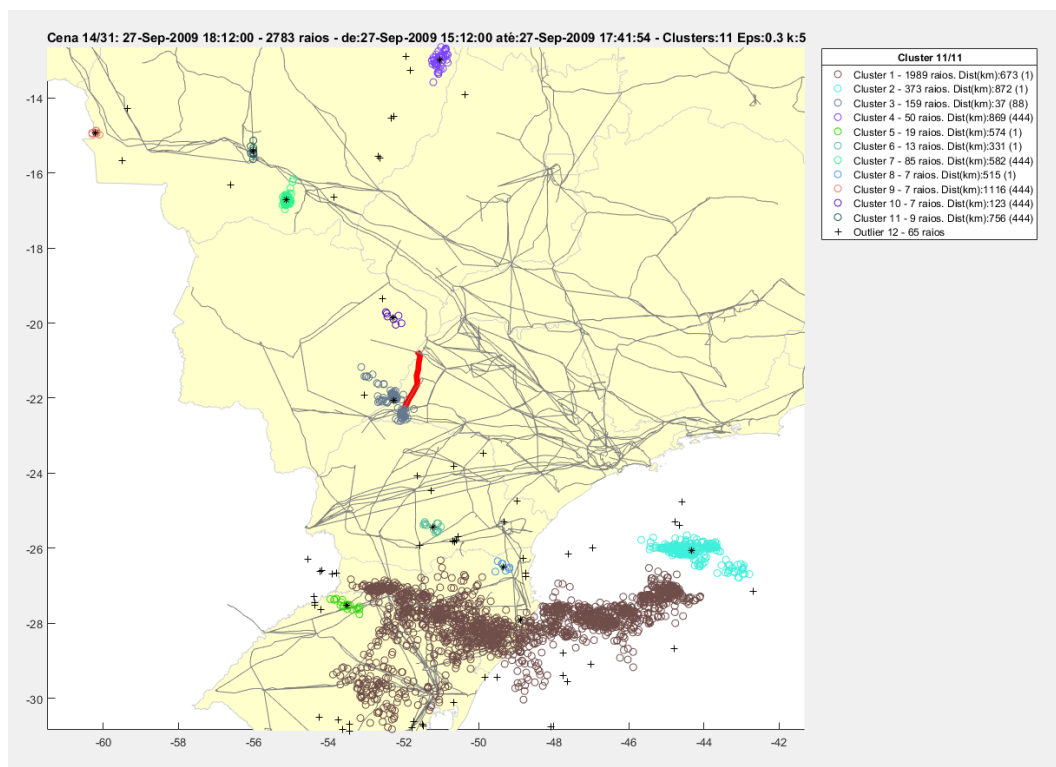 Cena 14/31: 27-Sep-2009 18:12:00 - 2783 raios - de:27-Sep-2009 15:12:00 até:27-Sep-2009 17:41:54 - Clusters:11 Eps:0.3 k:5
Cluster 11/11
Cluster 1 - 1989 raios. Dist(km):673 (1)
Cluster 2 - 373 raios. Dist(km):872 (1)
Cluster 3 - 159 raios. Dist(km):37 (88)
Cluster 4 - 50 raios. Dist(km):869 (444)
Cluster 5 - 19 raios. Dist(km):574 (1)
Cluster 6 - 13 raios. Dist(km):331 (1)
Cluster 7 - 85 raios. Dist(km):582 (444)
Cluster 8 - 7 raios. Dist(km):515 (1)
Cluster 9 - 7 raios. Dist(km):1116 (444)
Cluster 10 - 7 raios. Dist(km):123 (444)
Cluster 11 - 9 raios. Dist(km):756 (444)
Outlier 12 - 65 raios
-14
-16
-18
-20
-22
-24
-26
-28
-30
-60 -58 -56 -54 -52 -50 -48 -46 -44 -42